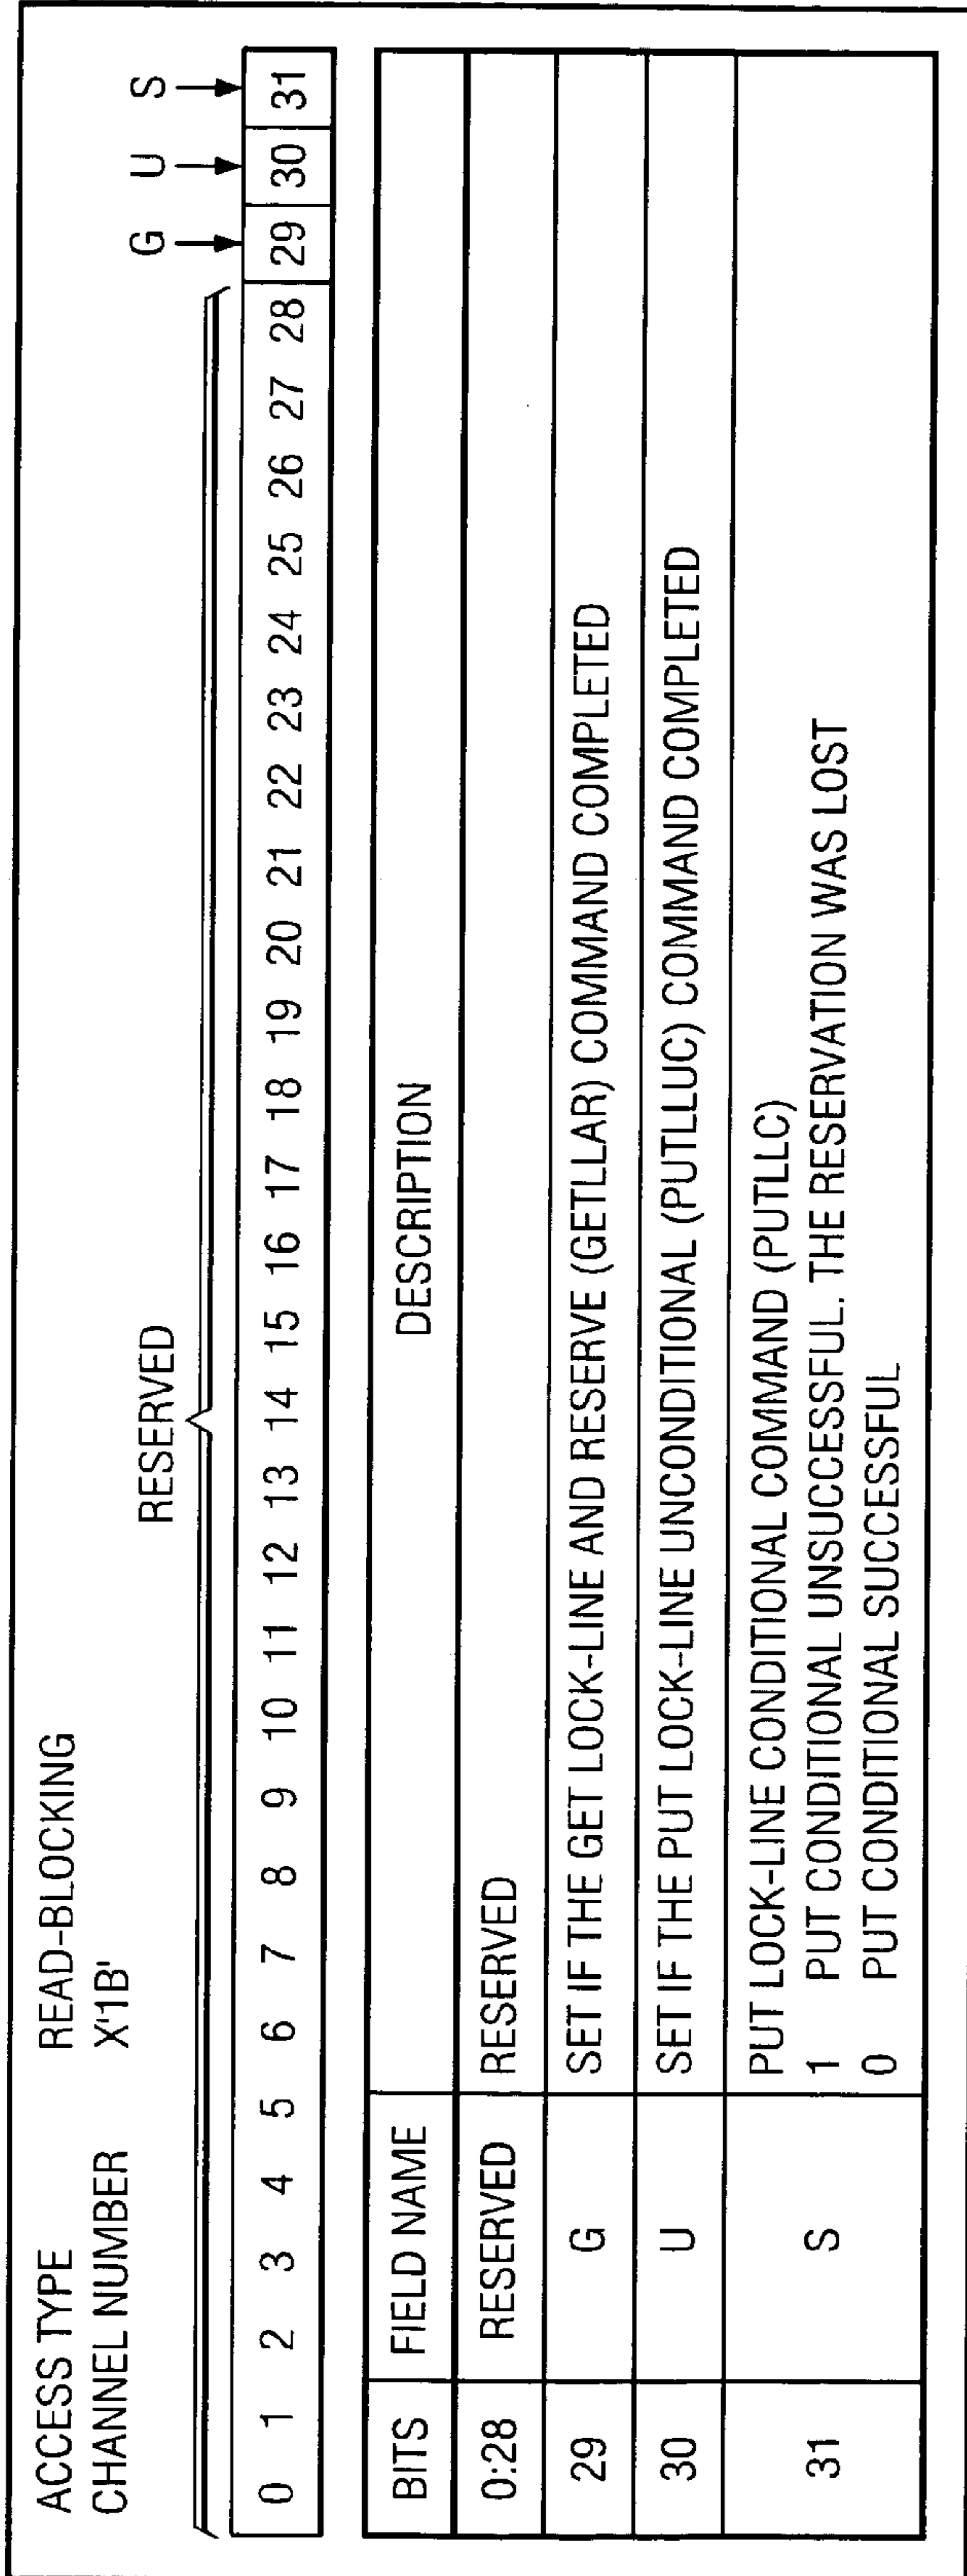 ACCESS TYPE READ-BLOCKING
CHANNEL NUMBER X'1B'
RESERVED G U S
0 1 2 3 4 5 6 7 8 9 10 11 12 13 14 15 16 17 18 19 20 21 22 23 24 25 26 27 28 29 30 31
BITS FIELD NAME DESCRIPTION
0:28 RESERVED RESERVED
29 G SET IF THE GET LOCK-LINE AND RESERVE (GETLLAR) COMMAND COMPLETED
30 U SET IF THE PUT LOCK-LINE UNCONDITIONAL (PUTLLUC) COMMAND COMPLETED
31 S PUT LOCK-LINE CONDITIONAL COMMAND (PUTLLC)
1 PUT CONDITIONAL UNSUCCESSFUL. THE RESERVATION WAS LOST
0 PUT CONDITIONAL SUCCESSFUL